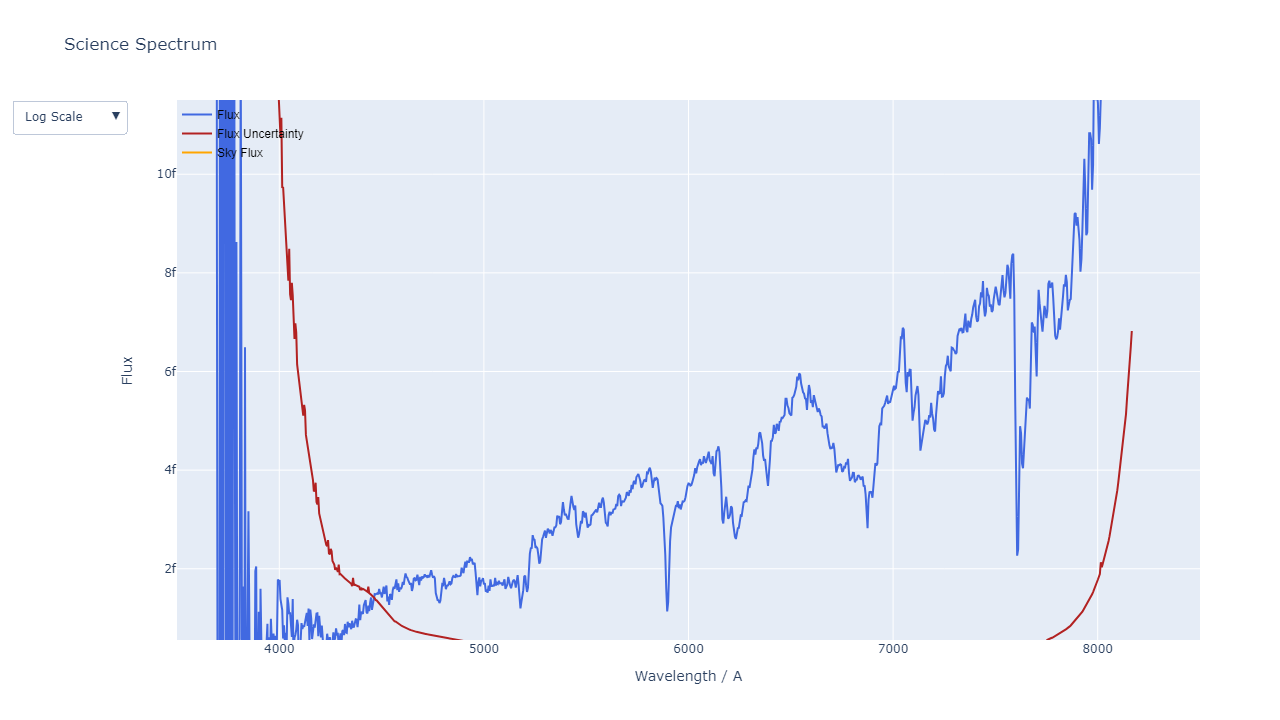 Science Spectrum
Log Scale ▼
Flux
Flux Uncertainty
Sky Flux
10f
8f
6f
4f
2f
Flux
4000 5000 6000 7000 8000
Wavelength / A